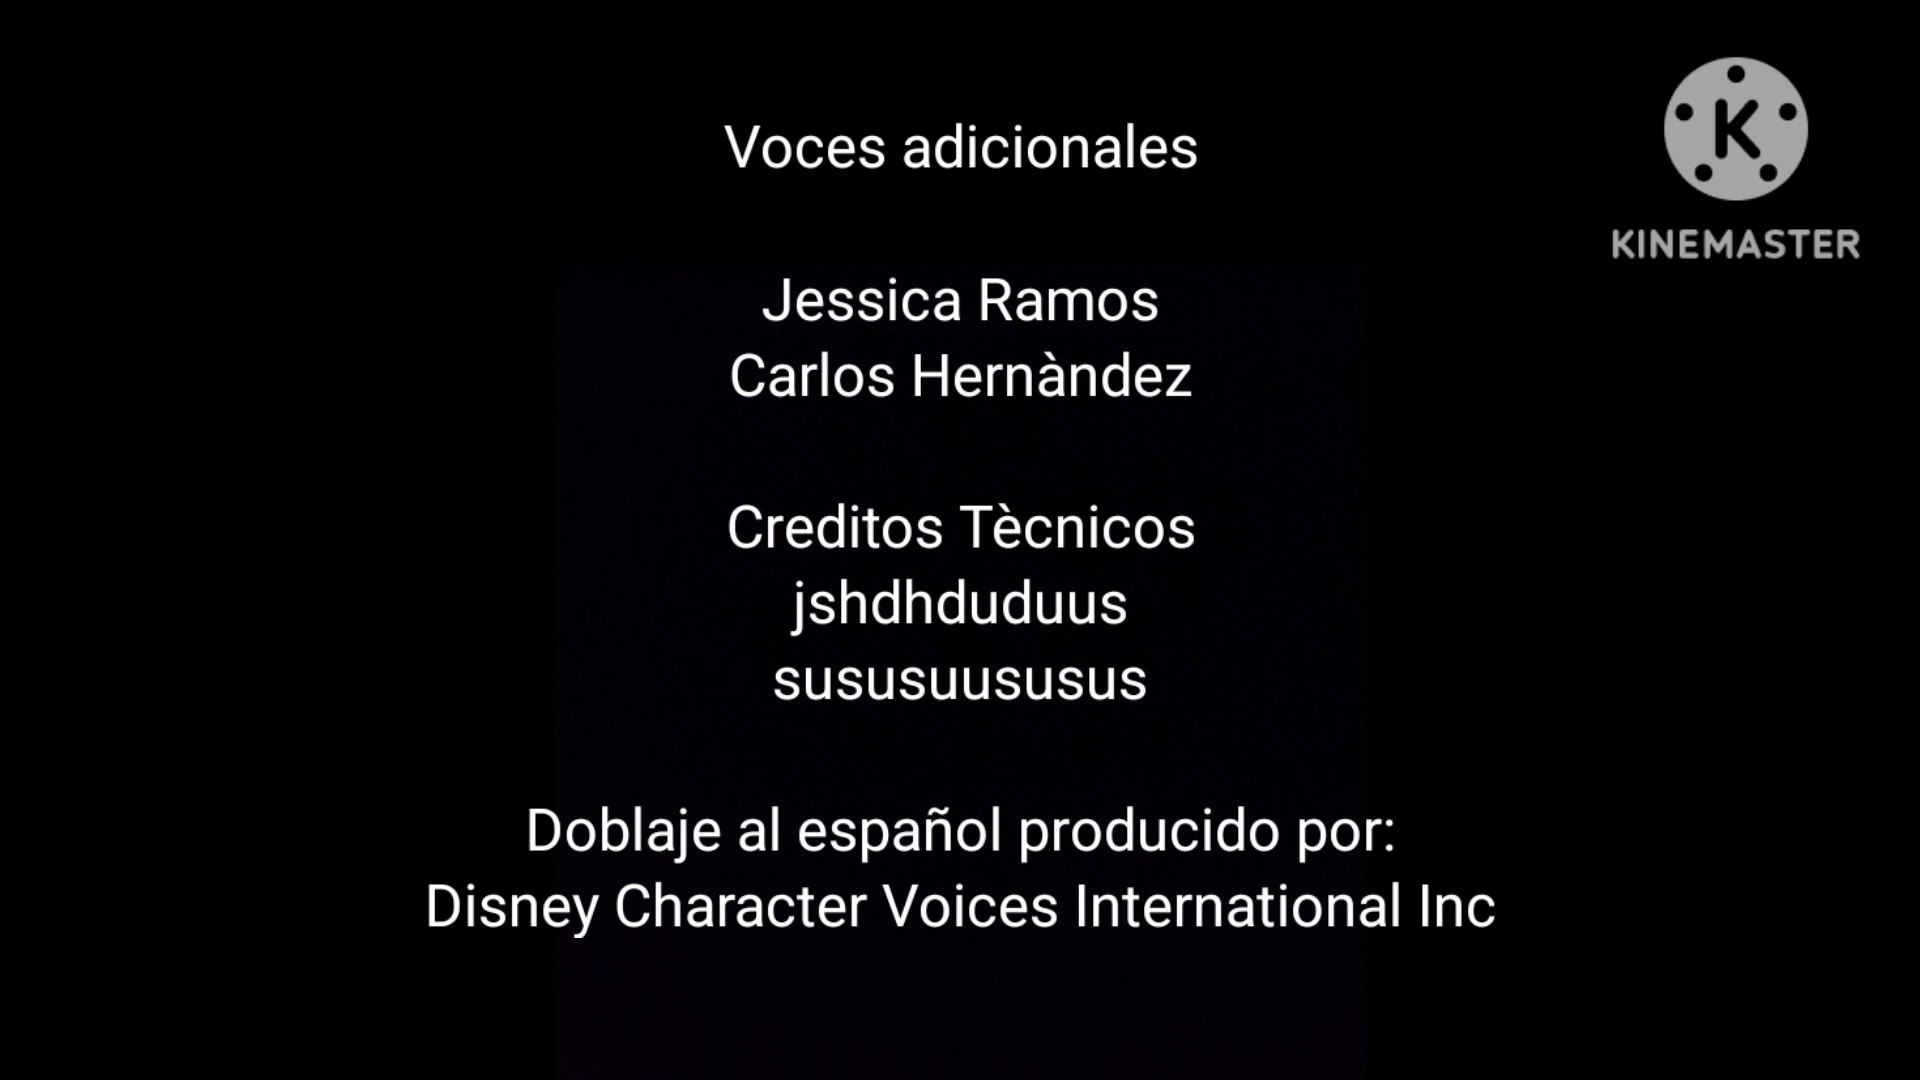 Voces adicionales
KINEMASTER
Jessica Ramos
Carlos Hernàndez
Creditos Tècnicos
jshdhduduus
sususuususus
Doblaje al español producido por:
Disney Character Voices International Inc